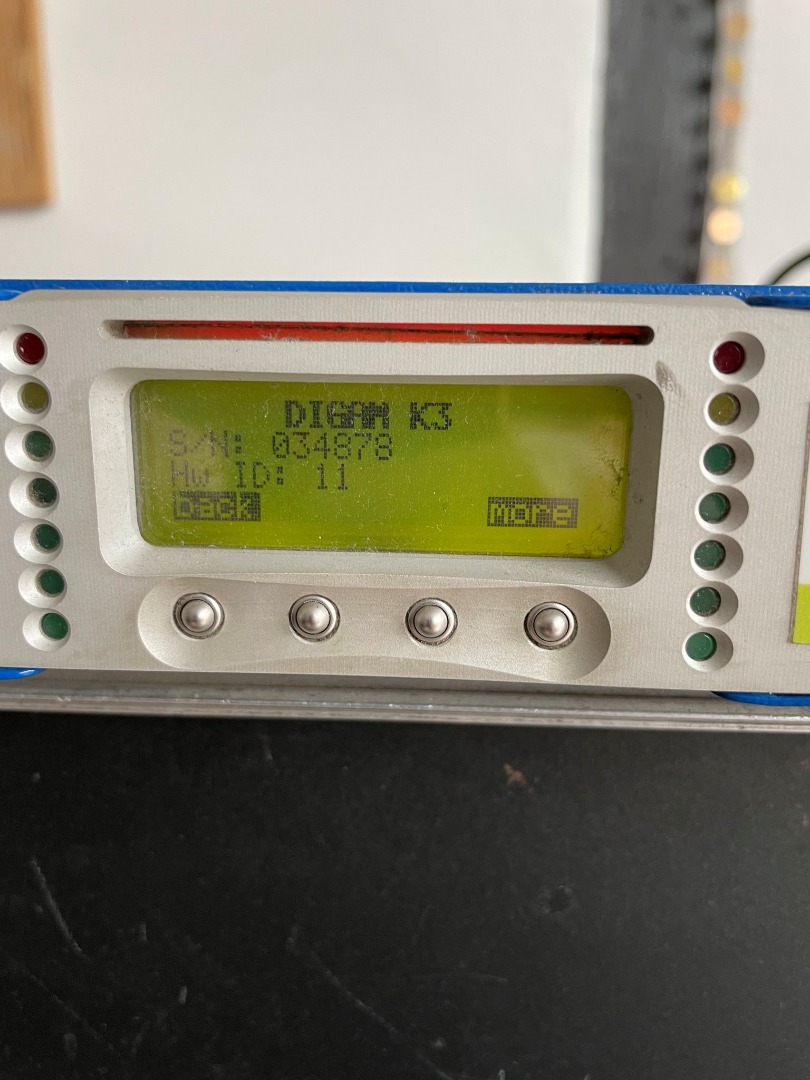 DIGAM K3
S/N: 034878
Hw ID: 11
Back More